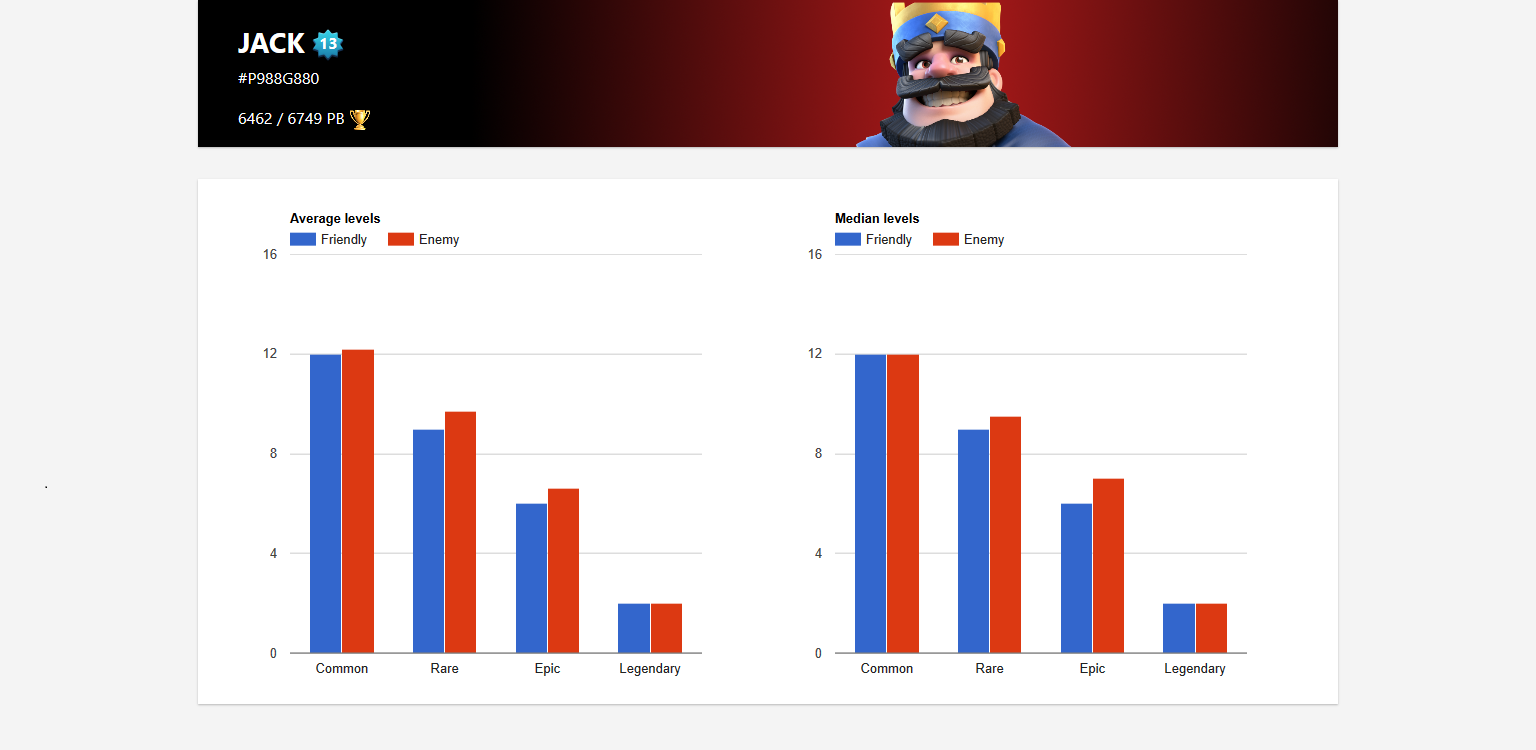 JACK 13
#P988G880
6462 / 6749 PB
Average levels
Friendly Enemy
16
12
8
4
0
Common Rare Epic Legendary
Median levels
Friendly Enemy
16
12
8
4
0
Common Rare Epic Legendary
.